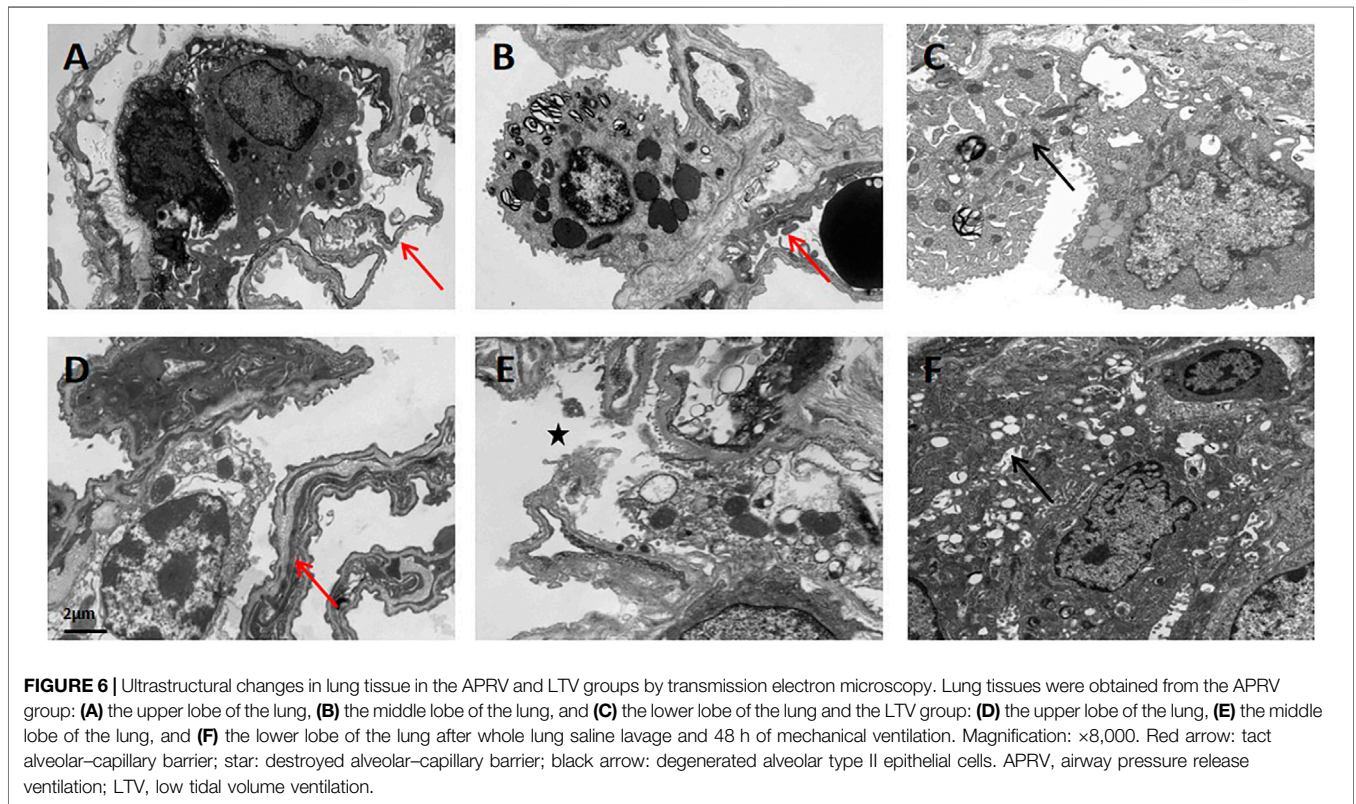 A
B
C
D
E
F
2μm
FIGURE 6 | Ultrastructural changes in lung tissue in the APRV and LTV groups by transmission electron microscopy. Lung tissues were obtained from the APRV
group: (A) the upper lobe of the lung, (B) the middle lobe of the lung, and (C) the lower lobe of the lung and the LTV group: (D) the upper lobe of the lung, (E) the middle
lobe of the lung, and (F) the lower lobe of the lung after whole lung saline lavage and 48 h of mechanical ventilation. Magnification: ×8,000. Red arrow: tact
alveolar–capillary barrier; star: destroyed alveolar–capillary barrier; black arrow: degenerated alveolar type II epithelial cells. APRV, airway pressure release
ventilation; LTV, low tidal volume ventilation.